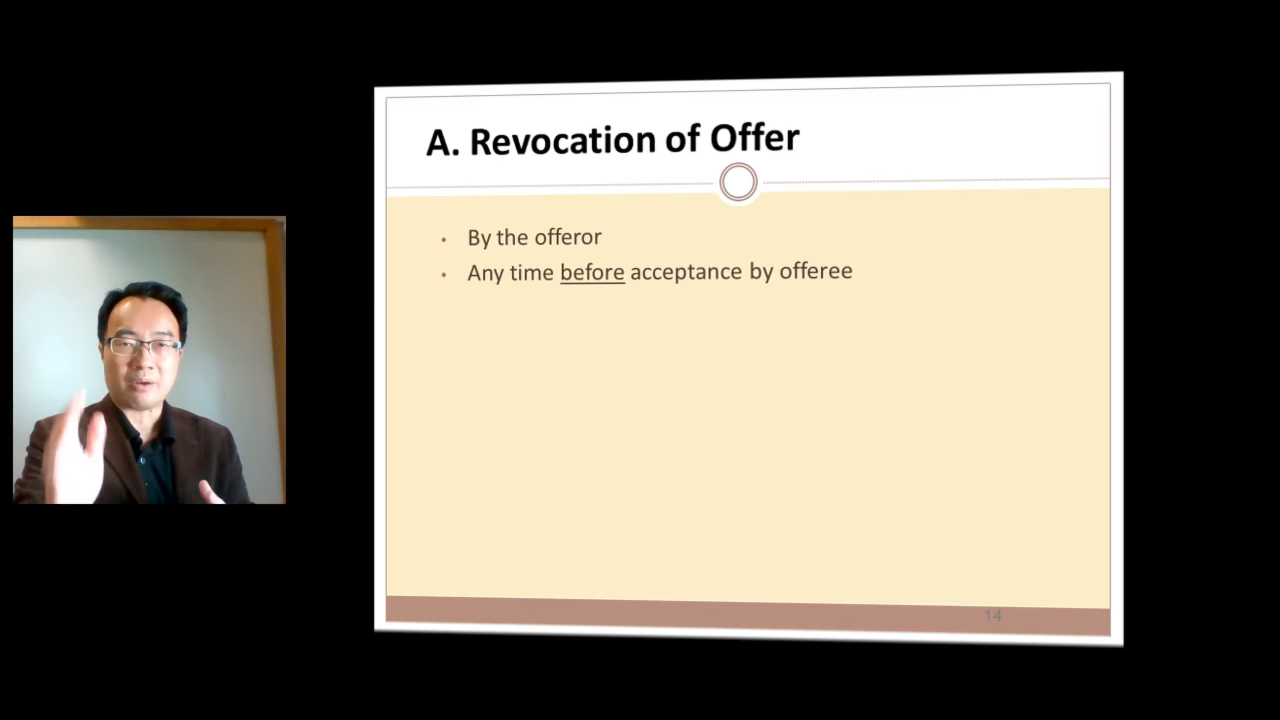 A. Revocation of Offer
• By the offeror
• Any time before acceptance by offeree
14